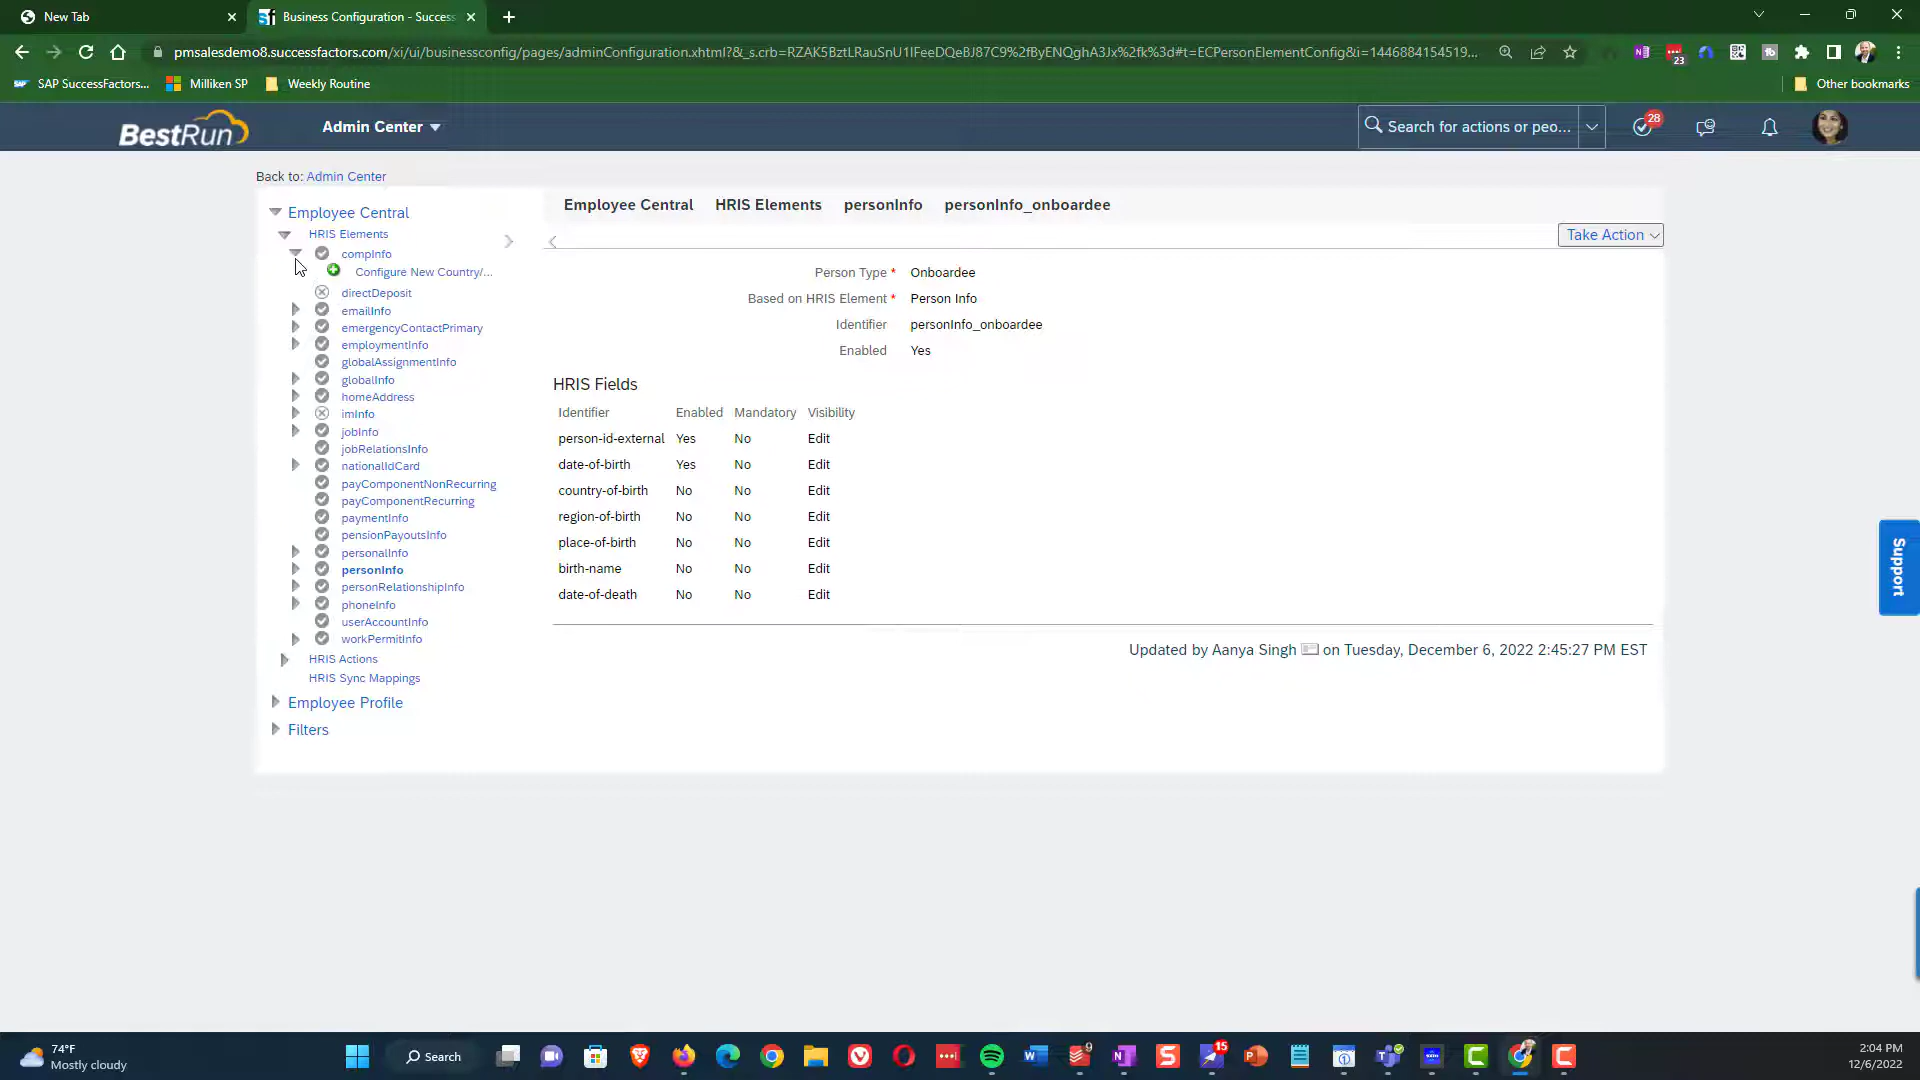 New Tab
Business Configuration - Success
pmsalesdemo8.successfactors.com/xi/ui/businessconfig/pages/adminConfiguration.xhtml?&_s.crb=RZAK5BztLRauSnU1IFeeDQeBJ87C9%2fByENQghA3Jx%2fk%3d#t=ECPersonElementConfig&i=1446884154519...
23
SAP SuccessFactors...
Milliken SP
Weekly Routine
Other bookmarks
BestRun
Admin Center
Search for actions or peo...
28
Back to: Admin Center
Employee Central
HRIS Elements
compInfo
Configure New Country/...
directDeposit
emailInfo
emergencyContactPrimary
employmentInfo
globalAssignmentInfo
globalInfo
homeAddress
imInfo
jobInfo
jobRelationsInfo
nationalIdCard
payComponentNonRecurring
payComponentRecurring
paymentInfo
pensionPayoutsInfo
personalInfo
personInfo
personRelationshipInfo
phoneInfo
userAccountInfo
workPermitInfo
HRIS Actions
HRIS Sync Mappings
Employee Profile
Filters
Employee Central HRIS Elements personInfo personInfo_onboardee
Take Action
Person Type * Onboardee
Based on HRIS Element * Person Info
Identifier personInfo_onboardee
Enabled Yes
HRIS Fields
Identifier Enabled Mandatory Visibility
person-id-external Yes No Edit
date-of-birth Yes No Edit
country-of-birth No No Edit
region-of-birth No No Edit
place-of-birth No No Edit
birth-name No No Edit
date-of-death No No Edit
Updated by Aanya Singh on Tuesday, December 6, 2022 2:45:27 PM EST
Support
74°F
Mostly cloudy
Search
9
15
2:04 PM
12/6/2022